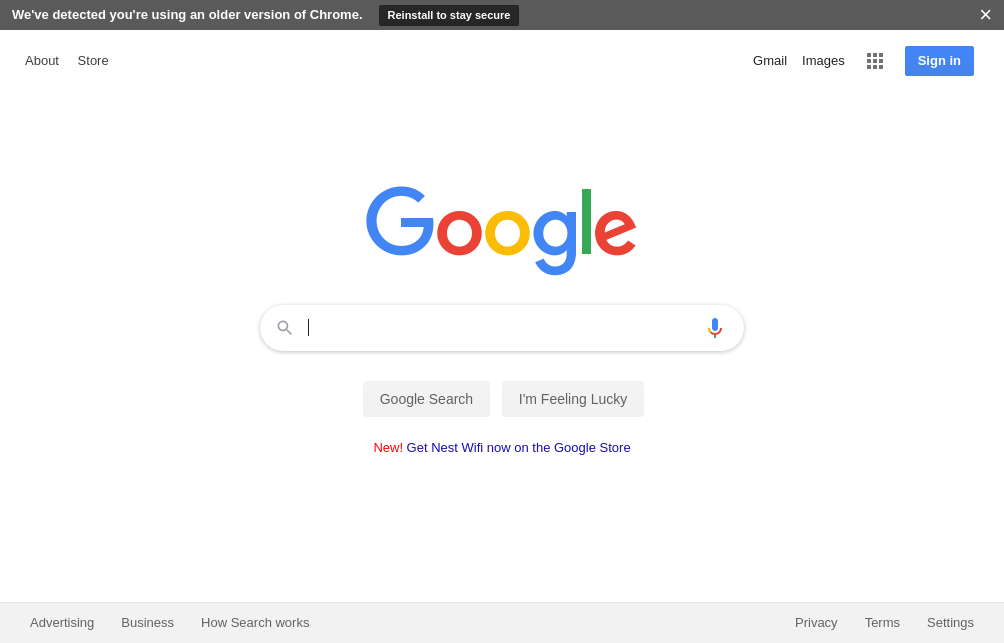 We've detected you're using an older version of Chrome. Reinstall to stay secure
About Store Gmail Images Sign in
Google
Google Search I'm Feeling Lucky
New! Get Nest Wifi now on the Google Store
Advertising Business How Search works Privacy Terms Settings